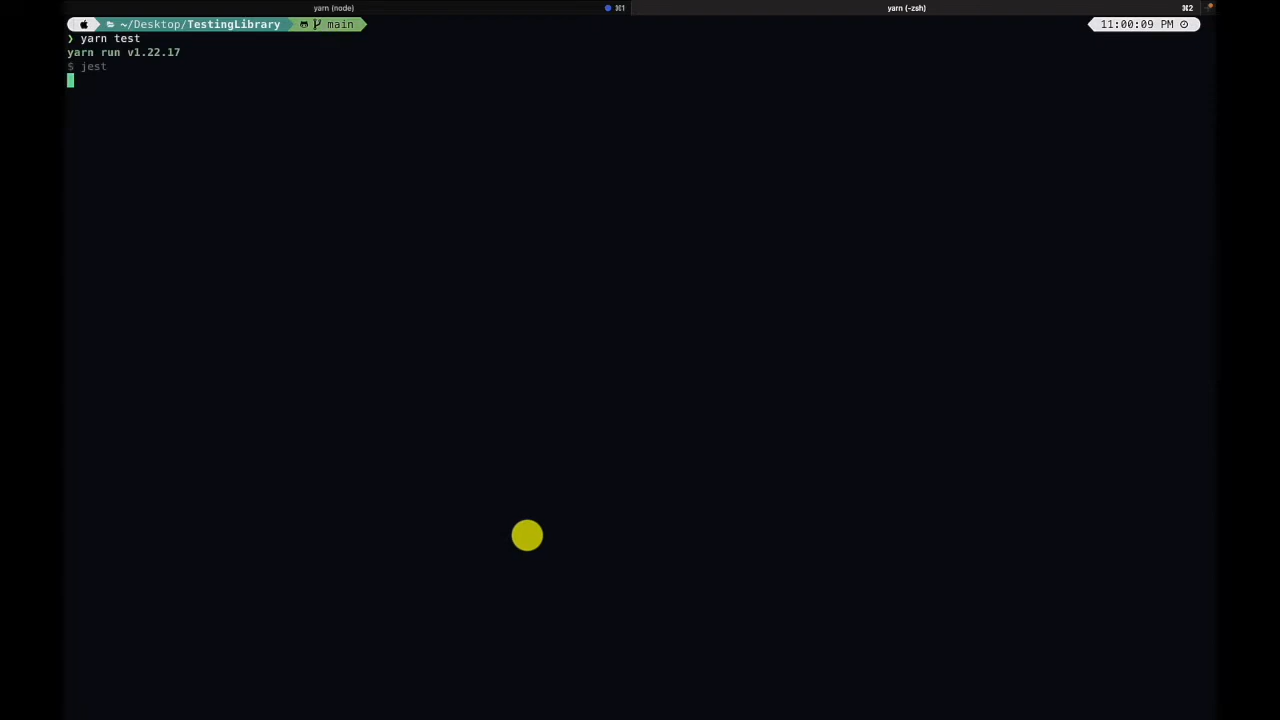 yarn (node)
⌘1
yarn (-zsh)
⌘2
~/Desktop/TestingLibrary
main
11:00:09 PM
❯ yarn test
yarn run v1.22.17
$ jest